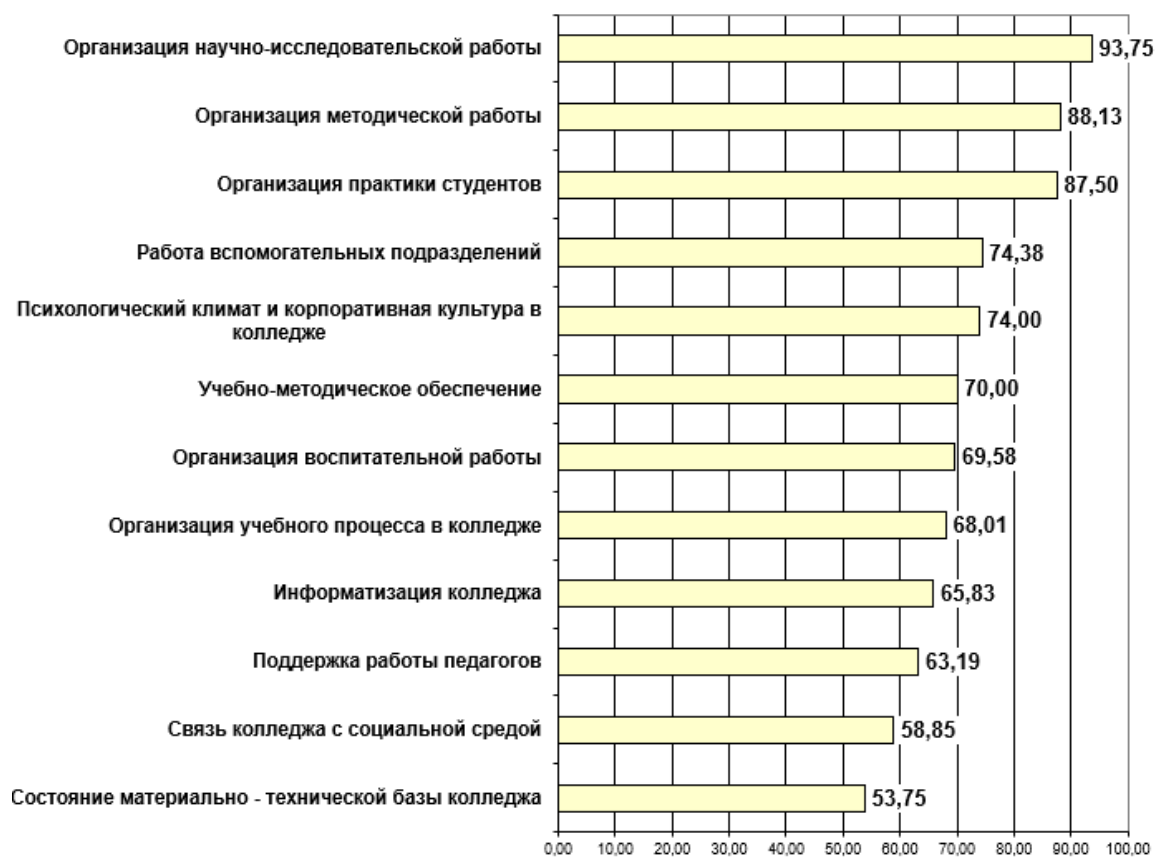 Организация научно-исследовательской работы 93,75
Организация методической работы 88,13
Организация практики студентов 87,50
Работа вспомогательных подразделений 74,38
Психологический климат и корпоративная культура в
колледже 74,00
Учебно-методическое обеспечение 70,00
Организация воспитательной работы 69,58
Организация учебного процесса в колледже 68,01
Информатизация колледжа 65,83
Поддержка работы педагогов 63,19
Связь колледжа с социальной средой 58,85
Состояние материально - технической базы колледжа 53,75
0,00 10,00 20,00 30,00 40,00 50,00 60,00 70,00 80,00 90,00 100,00